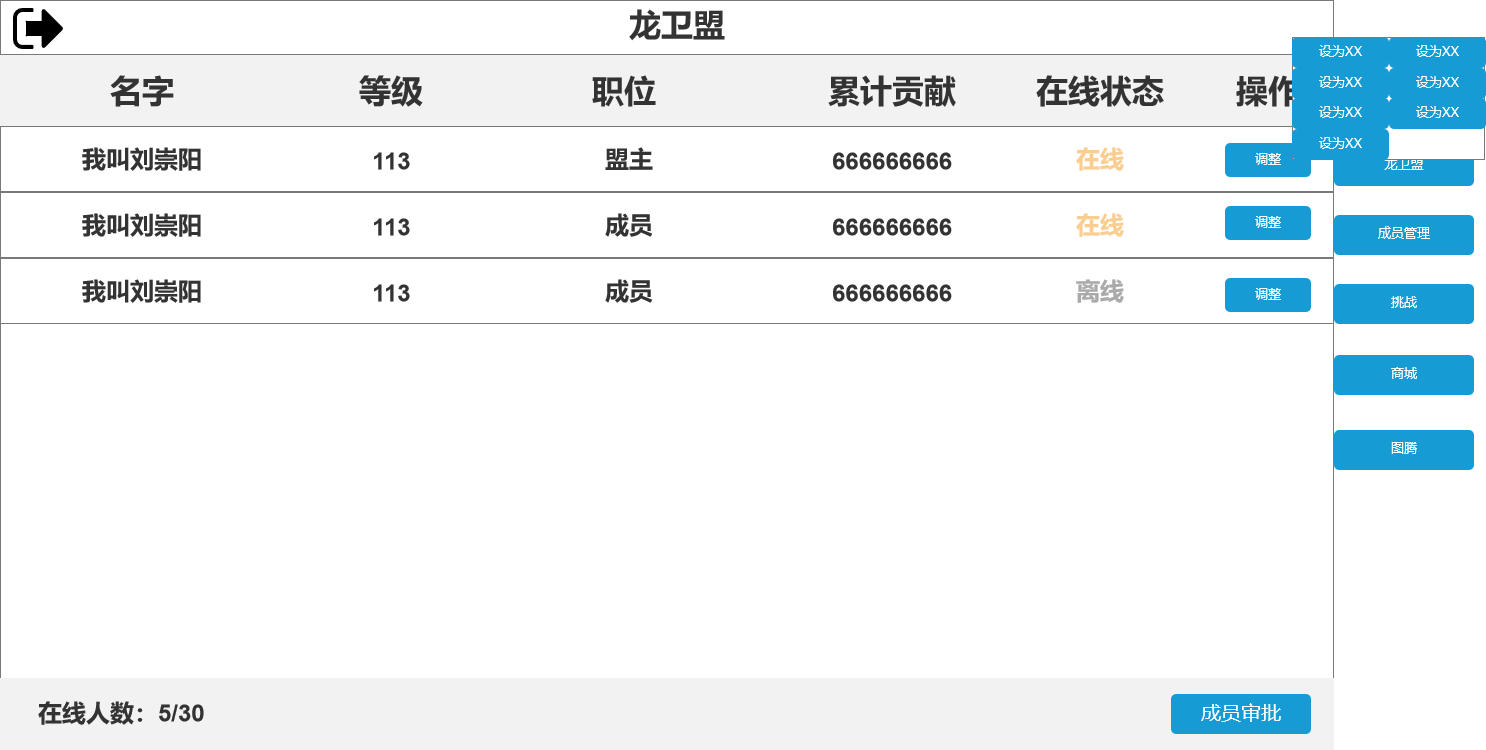 龙卫盟
名字 等级 职位 累计贡献 在线状态 操作
设为XX 设为XX
设为XX 设为XX
设为XX 设为XX
设为XX
我叫刘崇阳 113 盟主 666666666 在线 调整
我叫刘崇阳 113 成员 666666666 在线 调整
我叫刘崇阳 113 成员 666666666 离线 调整
龙卫盟
成员管理
挑战
商城
图腾
在线人数：5/30 成员审批